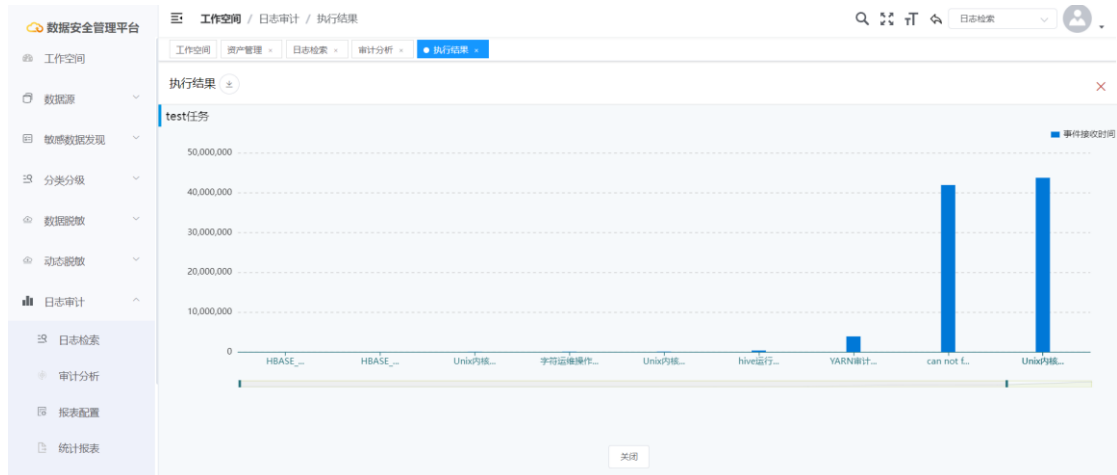 数据安全管理平台
工作空间 / 日志审计 / 执行结果
日志检索
工作空间
资产管理 ×
日志检索 ×
审计分析 ×
执行结果 ×
工作空间
数据源
敏感数据发现
分类分级
数据脱敏
动态脱敏
日志审计
日志检索
审计分析
报表配置
统计报表
执行结果
test任务
事件接收时间
50,000,000
40,000,000
30,000,000
20,000,000
10,000,000
0
HBASE_...
HBASE_...
Unix内核...
字符运维操作...
Unix内核...
hive运行...
YARN审计...
can not f...
Unix内核...
关闭